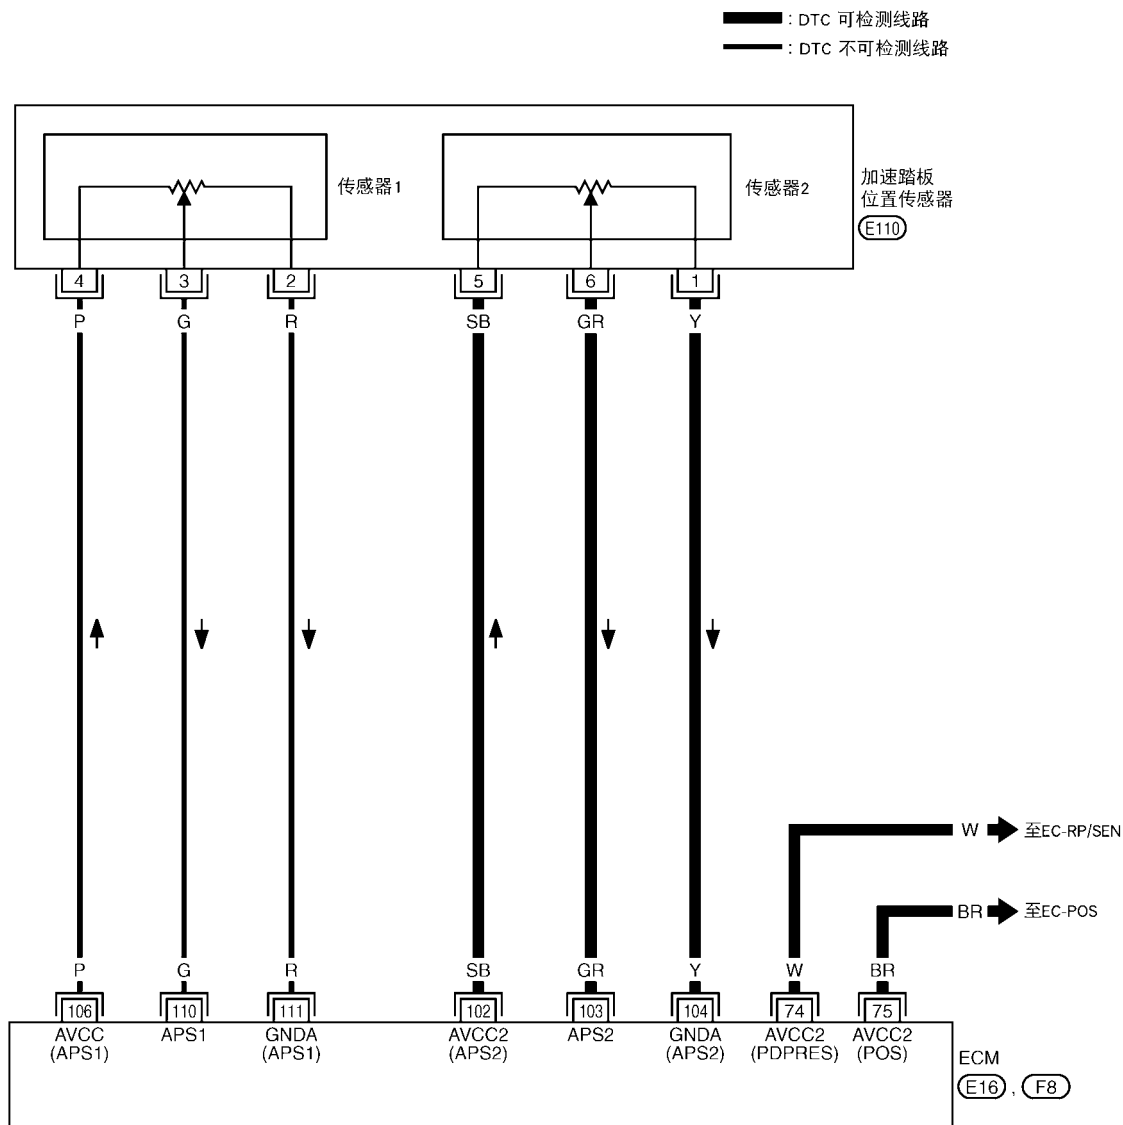 : DTC 可检测线路
: DTC 不可检测线路
传感器1
传感器2
加速踏板
位置传感器
E110
4 3 2 5 6 1
P G R SB GR Y
W 至EC-RP/SEN
BR 至EC-POS
P G R SB GR Y W BR
106 110 111 102 103 104 74 75
AVCC APS1 GNDA AVCC2 APS2 GNDA AVCC2 AVCC2
(APS1) (APS1) (APS2) (APS2) (PDPRES) (POS)
ECM
E16 , F8